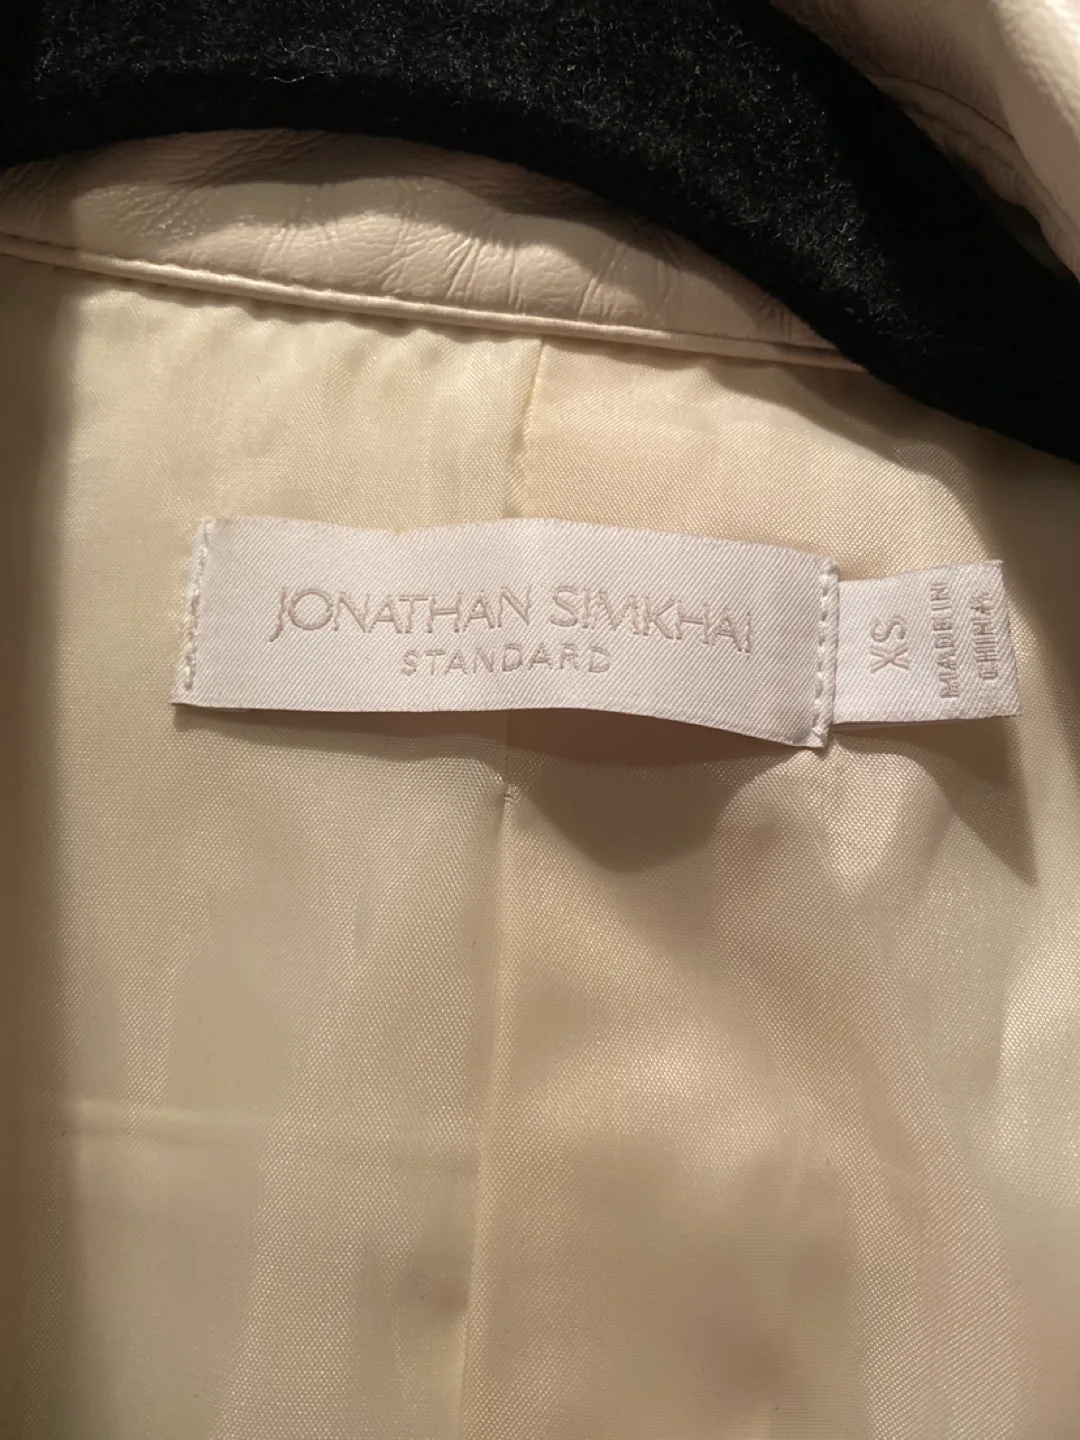 JONATHAN SIMKHAI
STANDARD
XS
MADE IN
CHINA